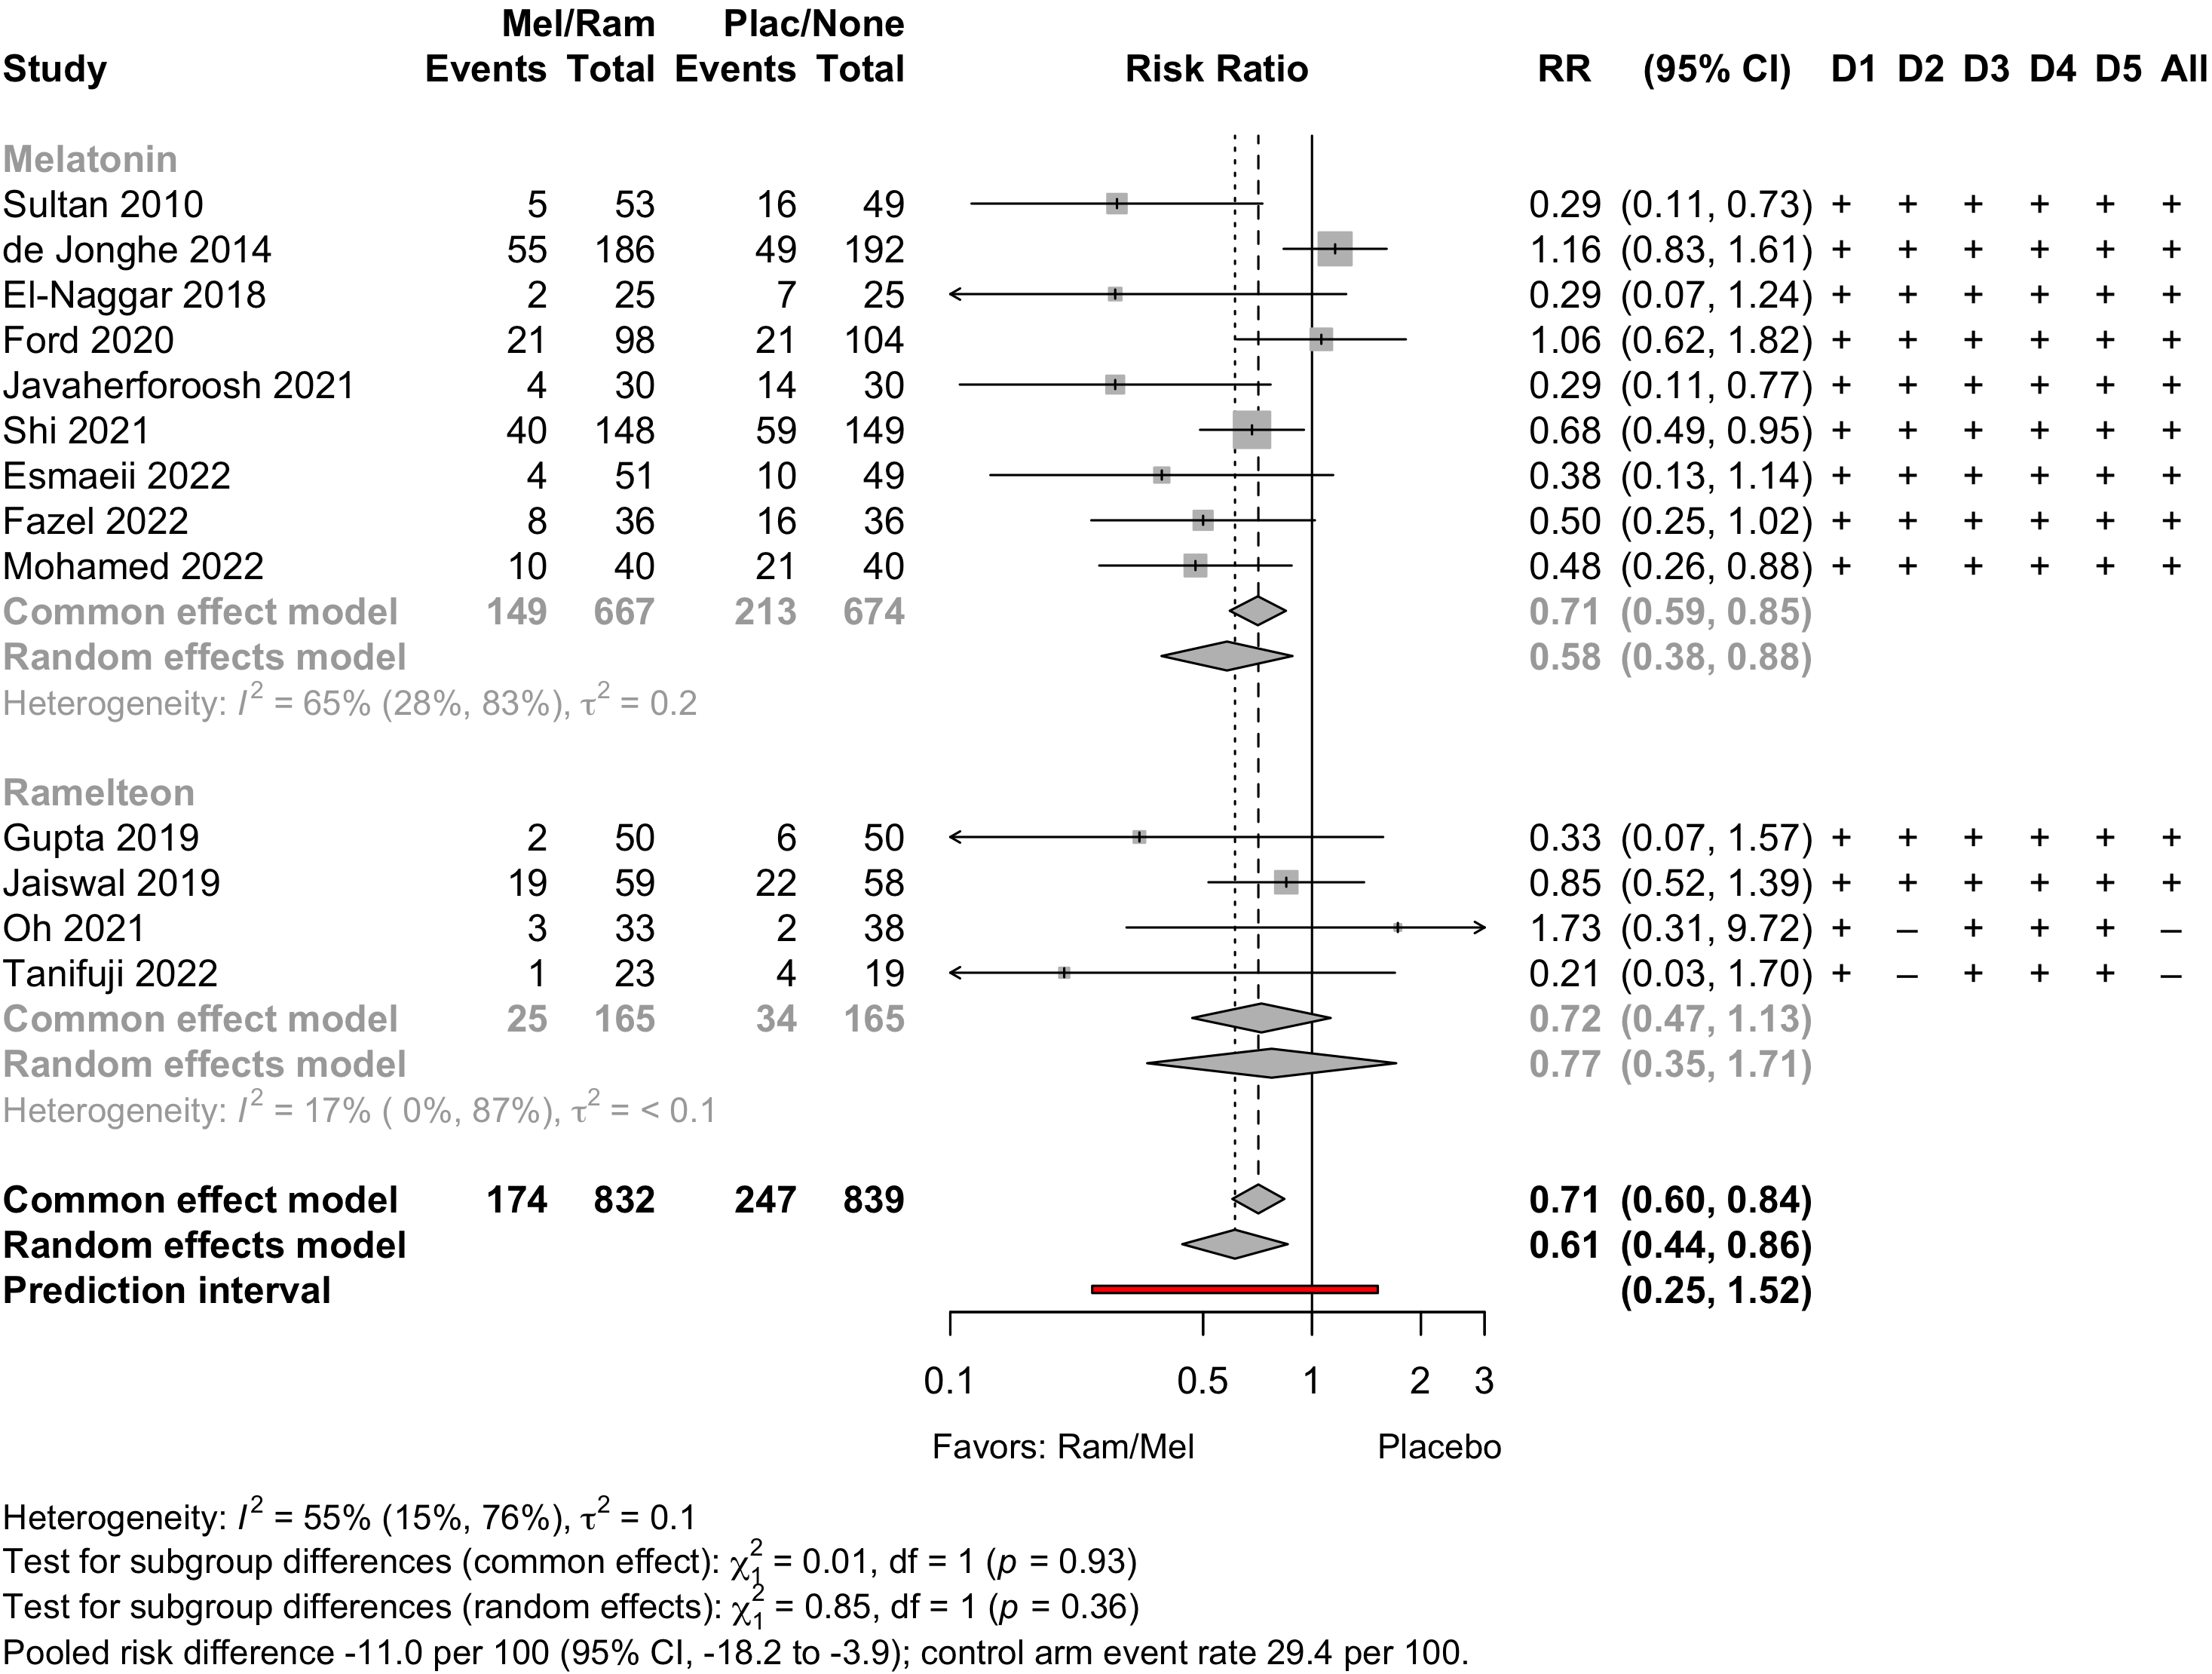 Mel/Ram Plac/None
Study Events Total Events Total Risk Ratio RR (95% CI) D1 D2 D3 D4 D5 All
Melatonin
Sultan 2010 5 53 16 49 0.29 (0.11, 0.73) + + + + + +
de Jonghe 2014 55 186 49 192 1.16 (0.83, 1.61) + + + + + +
El-Naggar 2018 2 25 7 25 0.29 (0.07, 1.24) + + + + + +
Ford 2020 21 98 21 104 1.06 (0.62, 1.82) + + + + + +
Javaherforoosh 2021 4 30 14 30 0.29 (0.11, 0.77) + + + + + +
Shi 2021 40 148 59 149 0.68 (0.49, 0.95) + + + + + +
Esmaeii 2022 4 51 10 49 0.38 (0.13, 1.14) + + + + + +
Fazel 2022 8 36 16 36 0.50 (0.25, 1.02) + + + + + +
Mohamed 2022 10 40 21 40 0.48 (0.26, 0.88) + + + + + +
Common effect model 149 667 213 674 0.71 (0.59, 0.85)
Random effects model 0.58 (0.38, 0.88)
Heterogeneity: I² = 65% (28%, 83%), τ² = 0.2
Ramelteon
Gupta 2019 2 50 6 50 0.33 (0.07, 1.57) + + + + + +
Jaiswal 2019 19 59 22 58 0.85 (0.52, 1.39) + + + + + +
Oh 2021 3 33 2 38 1.73 (0.31, 9.72) + – + + + –
Tanifuji 2022 1 23 4 19 0.21 (0.03, 1.70) + – + + + –
Common effect model 25 165 34 165 0.72 (0.47, 1.13)
Random effects model 0.77 (0.35, 1.71)
Heterogeneity: I² = 17% ( 0%, 87%), τ² = < 0.1
Common effect model 174 832 247 839 0.71 (0.60, 0.84)
Random effects model 0.61 (0.44, 0.86)
Prediction interval (0.25, 1.52)
0.1 0.5 1 2 3
Favors: Ram/Mel Placebo
Heterogeneity: I² = 55% (15%, 76%), τ² = 0.1
Test for subgroup differences (common effect): χ²₁ = 0.01, df = 1 (p = 0.93)
Test for subgroup differences (random effects): χ²₁ = 0.85, df = 1 (p = 0.36)
Pooled risk difference -11.0 per 100 (95% CI, -18.2 to -3.9); control arm event rate 29.4 per 100.